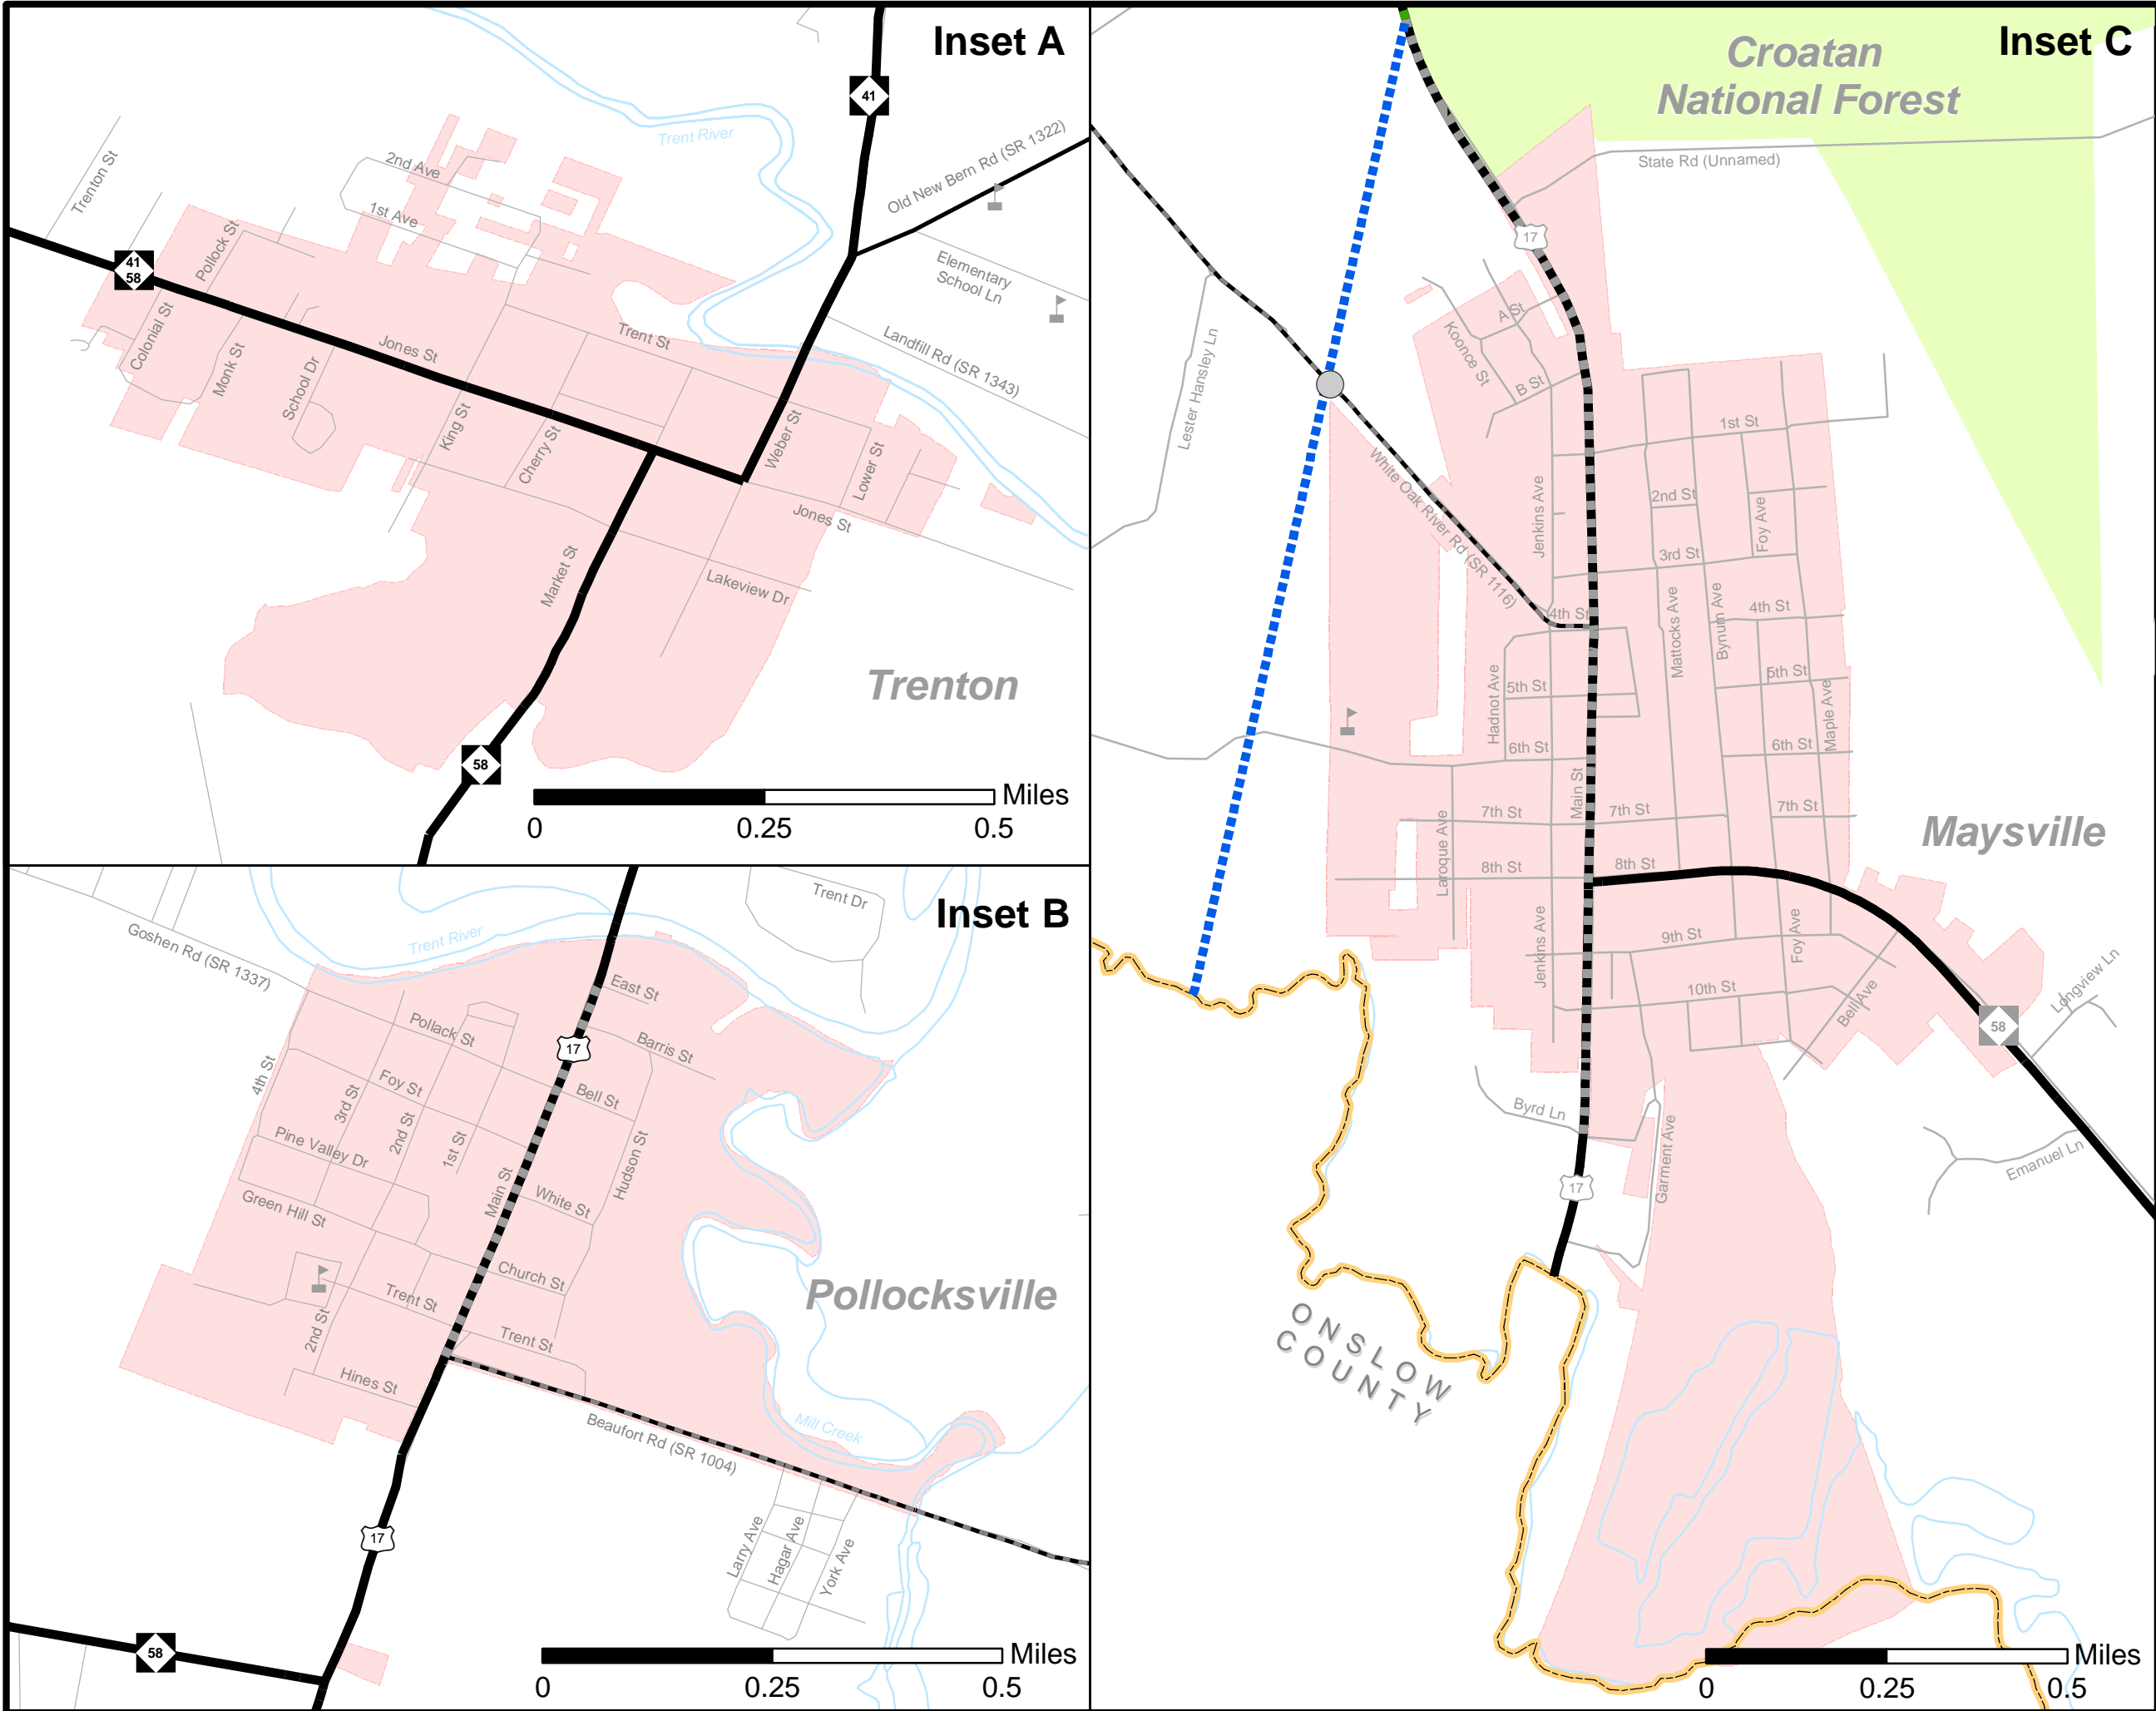 Inset A
41
Trent River
Old New Bern Rd (SR 1322)
Trenton St
2nd Ave
1st Ave
Pollock St
41
58
Elementary
School Ln
Landfill Rd (SR 1343)
Colonial St
Monk St
School Dr
Jones St
Trent St
King St
Cherry St
Weber St
Lower St
Jones St
Market St
Lakeview Dr
Trenton
58
Miles
0
0.25
0.5
Inset B
Trent Dr
Trent River
Goshen Rd (SR 1337)
East St
Pollack St
17
Barris St
4th St
3rd St
Foy St
2nd St
1st St
Bell St
Pine Valley Dr
Main St
Hudson St
White St
Green Hill St
Church St
Pollocksville
Trent St
2nd St
Trent St
Hines St
Beaufort Rd (SR 1004)
Mill Creek
17
Larry Ave
Hagar Ave
York Ave
58
Miles
0
0.25
0.5
Inset C
Croatan
National Forest
State Rd (Unnamed)
17
A St
Koonce St
B St
Lester Hansley Ln
White Oak River Rd (SR 1116)
Jenkins Ave
1st St
2nd St
Foy Ave
3rd St
4th St
4th St
Mattocks Ave
Bynum Ave
Hadnot Ave
5th St
5th St
Maple Ave
6th St
6th St
Main St
7th St
7th St
7th St
Maysville
Laroque Ave
8th St
8th St
Jenkins Ave
9th St
Foy Ave
10th St
Bell Ave
Longview Ln
58
Byrd Ln
Garment Ave
Emanuel Ln
17
ONSLOW
COUNTY
Miles
0
0.25
0.5